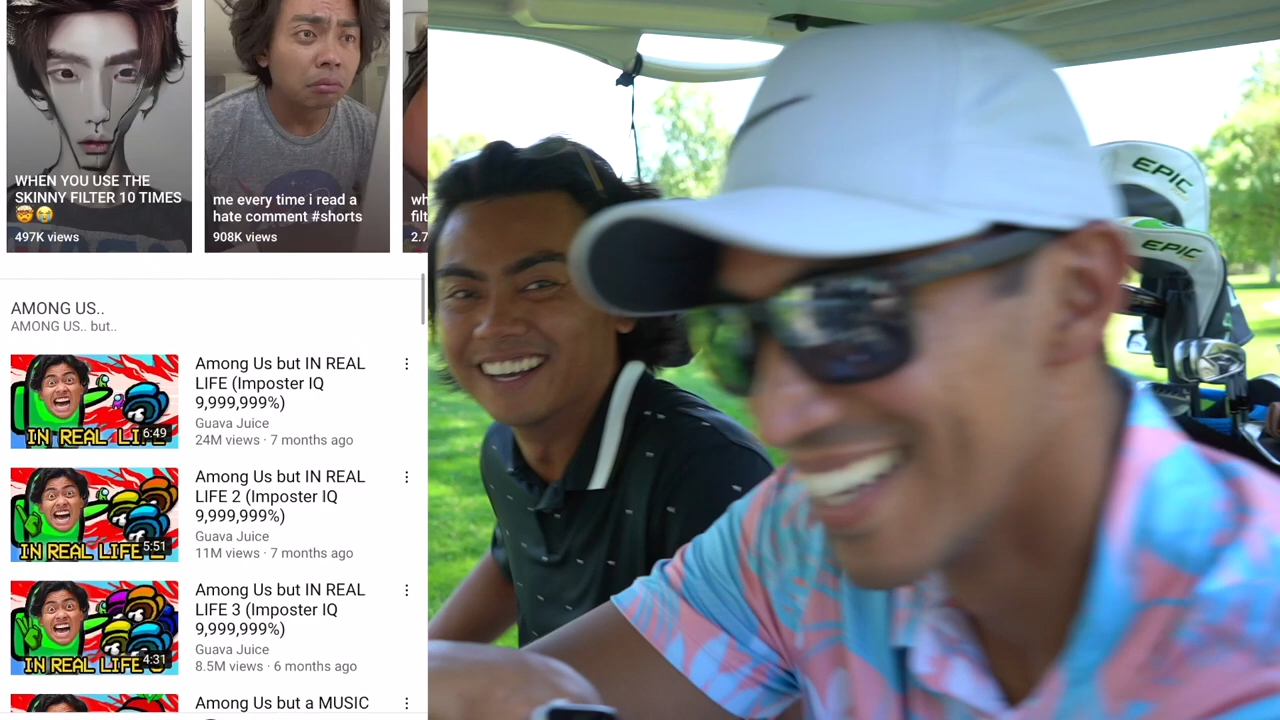 WHEN YOU USE THE
SKINNY FILTER 10 TIMES
🤯😭
497K views
me every time i read a
hate comment #shorts
908K views
wh
filt
2.7
AMONG US..
AMONG US.. but..
IN REAL LIFE
6:49
Among Us but IN REAL
LIFE (Imposter IQ
9,999,999%)
Guava Juice
24M views · 7 months ago
IN REAL LIFE 2
5:51
Among Us but IN REAL
LIFE 2 (Imposter IQ
9,999,999%)
Guava Juice
11M views · 7 months ago
IN REAL LIFE 3
4:31
Among Us but IN REAL
LIFE 3 (Imposter IQ
9,999,999%)
Guava Juice
8.5M views · 6 months ago
Among Us but a MUSIC
EPIC
EPIC